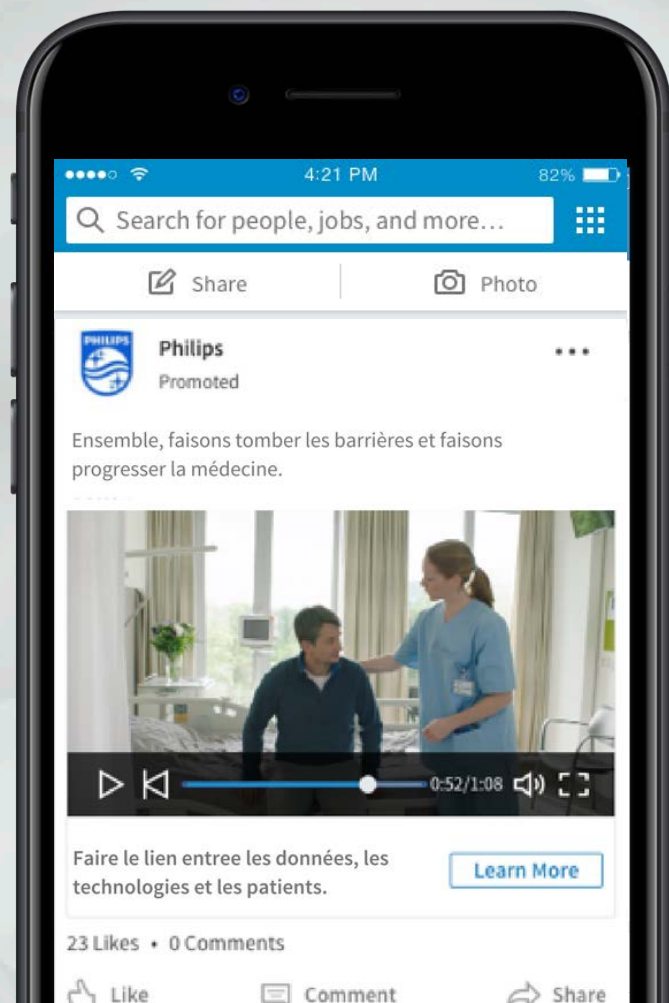 4:21 PM
82%
Search for people, jobs, and more...
Share
Photo
PHILIPS
Philips
Promoted
Ensemble, faisons tomber les barrières et faisons
progresser la médecine.
0:52/1:08
Faire le lien entree les données, les
technologies et les patients.
Learn More
23 Likes • 0 Comments
Like
Comment
Share